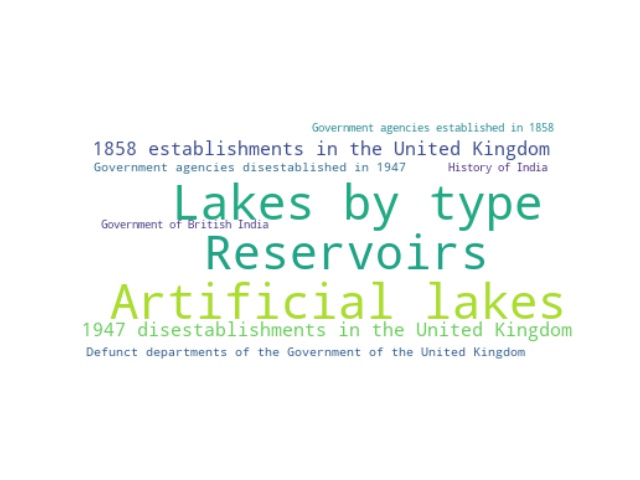 Government agencies established in 1858
1858 establishments in the United Kingdom
Government agencies disestablished in 1947
History of India
Lakes by type
Government of British India
Reservoirs
Artificial lakes
1947 disestablishments in the United Kingdom
Defunct departments of the Government of the United Kingdom